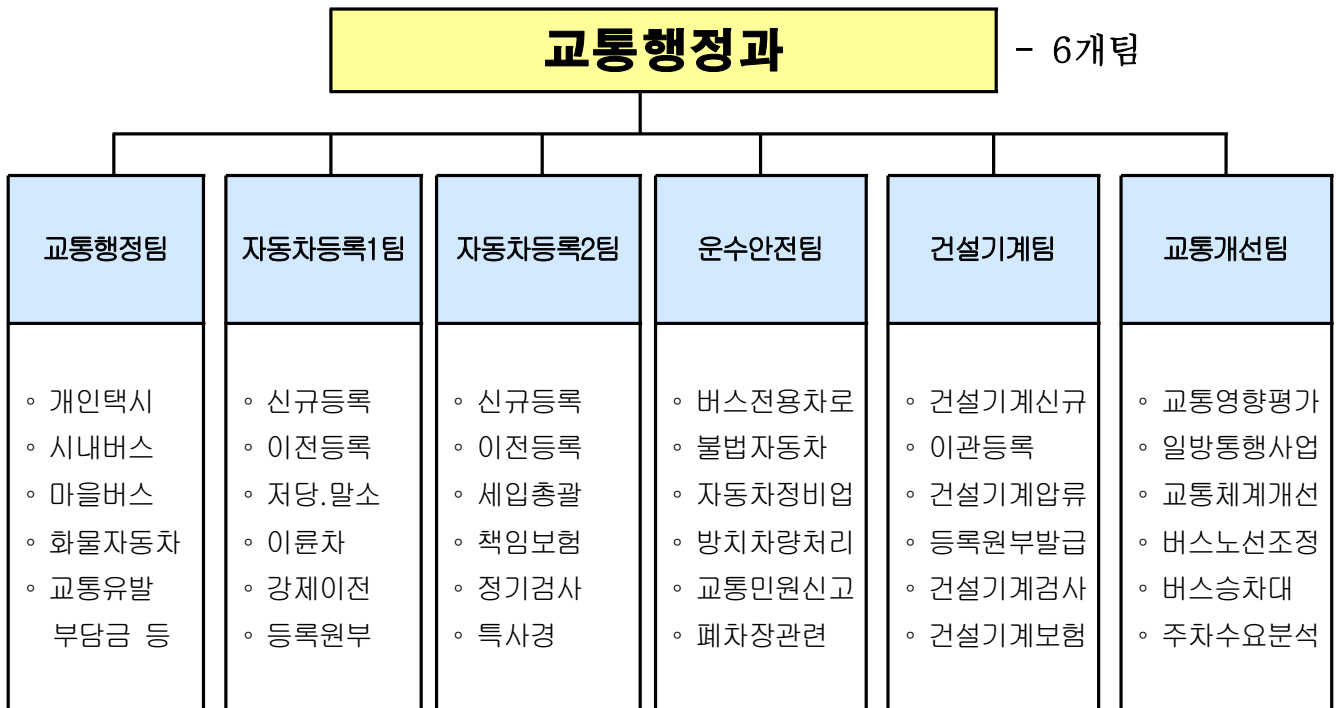 교통행정과
- 6개팀
교통행정팀
자동차등록1팀
자동차등록2팀
운수안전팀
건설기계팀
교통개선팀
◦ 개인택시
◦ 시내버스
◦ 마을버스
◦ 화물자동차
◦ 교통유발
부담금 등
◦ 신규등록
◦ 이전등록
◦ 저당.말소
◦ 이륜차
◦ 강제이전
◦ 등록원부
◦ 신규등록
◦ 이전등록
◦ 세입총괄
◦ 책임보험
◦ 정기검사
◦ 특사경
◦ 버스전용차로
◦ 불법자동차
◦ 자동차정비업
◦ 방치차량처리
◦ 교통민원신고
◦ 폐차장관련
◦ 건설기계신규
◦ 이관등록
◦ 건설기계압류
◦ 등록원부발급
◦ 건설기계검사
◦ 건설기계보험
◦ 교통영향평가
◦ 일방통행사업
◦ 교통체계개선
◦ 버스노선조정
◦ 버스승차대
◦ 주차수요분석